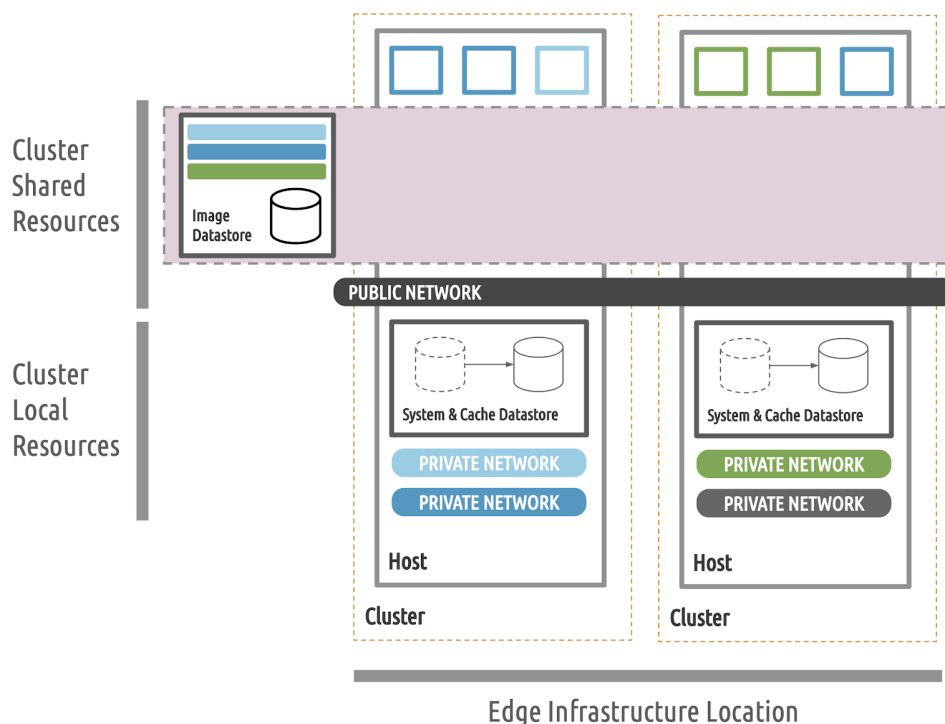 Cluster
Shared
Resources
Image
Datastore
PUBLIC NETWORK
Cluster
Local
Resources
System & Cache Datastore
PRIVATE NETWORK
PRIVATE NETWORK
Host
Cluster
System & Cache Datastore
PRIVATE NETWORK
PRIVATE NETWORK
Host
Cluster
Edge Infrastructure Location